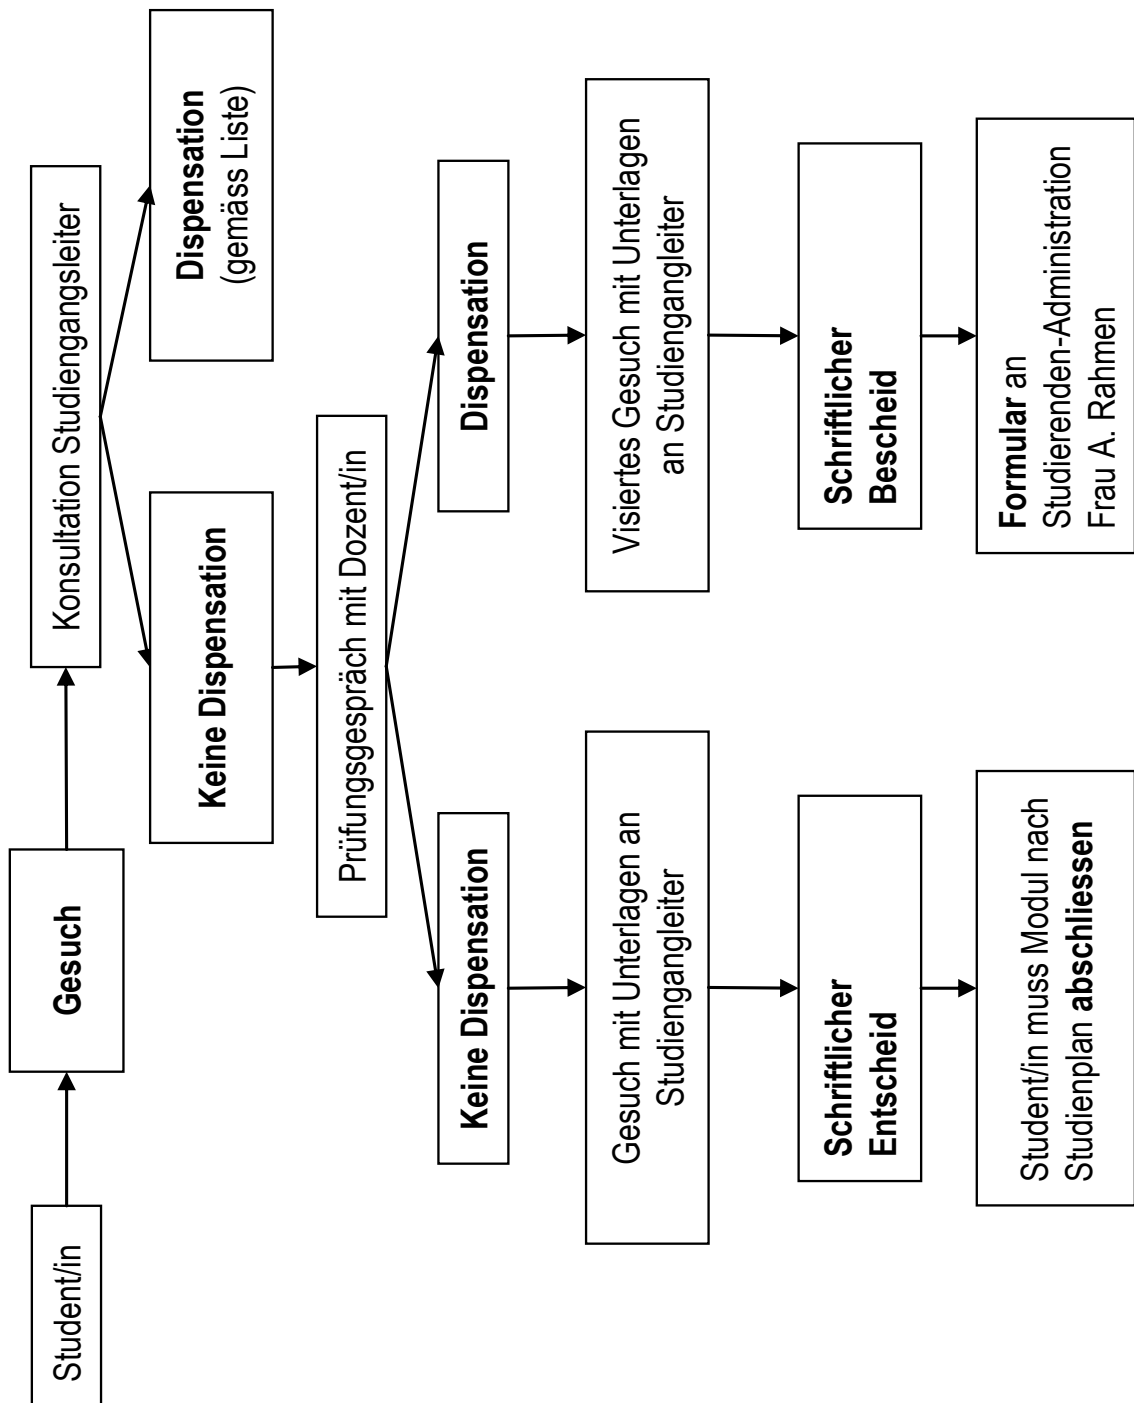 Student/in
Gesuch
Konsultation Studiengangsleiter
Keine Dispensation
Dispensation
(gemäss Liste)
Prüfungsgespräch mit Dozent/in
Keine Dispensation
Dispensation
Gesuch mit Unterlagen an
Studiengangleiter
Visiertes Gesuch mit Unterlagen
an Studiengangleiter
Schriftlicher
Entscheid
Schriftlicher
Bescheid
Student/in muss Modul nach
Studienplan abschliessen
Formular an
Studierenden-Administration
Frau A. Rahmen